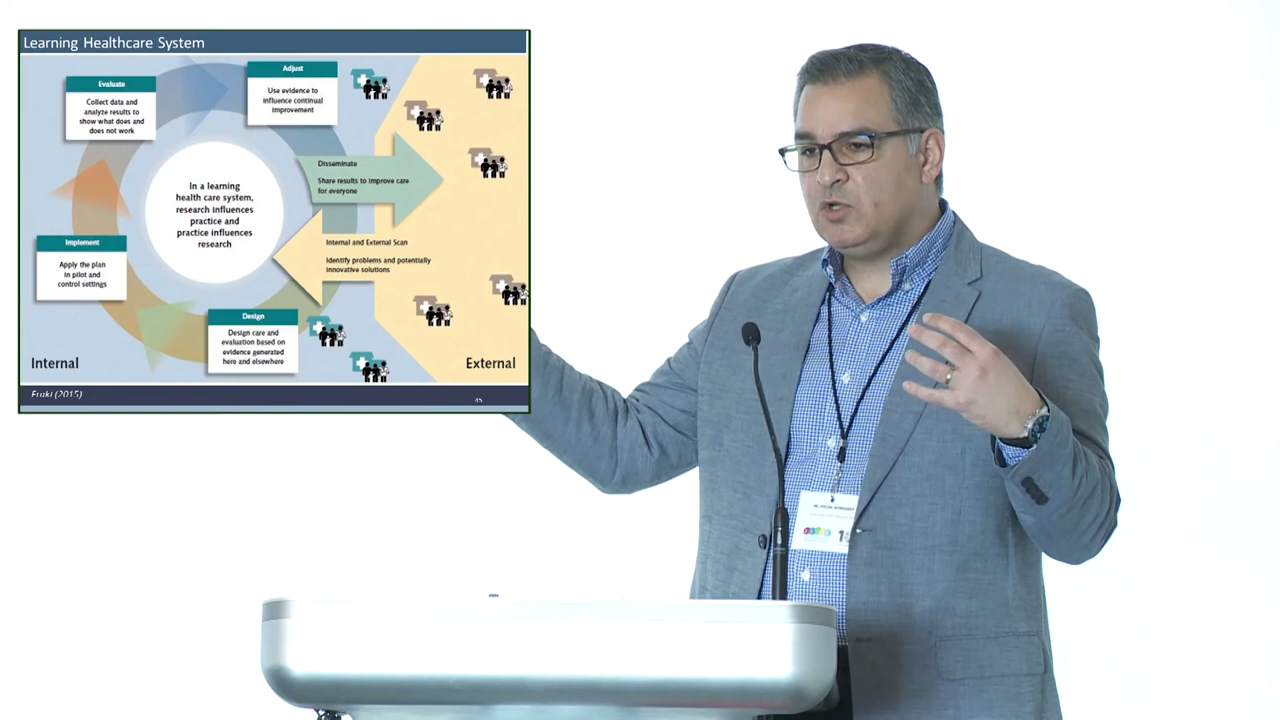 Learning Healthcare System
Adjust
Use evidence to
influence continual
improvement
Evaluate
Collect data and
analyze results to
show what does and
does not work
Disseminate
Share results to improve care
for everyone
In a learning
health care system,
research influences
practice and
practice influences
research
Internal and External Scan
Identify problems and potentially
innovative solutions
Implement
Apply the plan
in pilot and
control settings
Design
Design care and
evaluation based on
evidence generated
here and elsewhere
Internal
External
(2015)
45